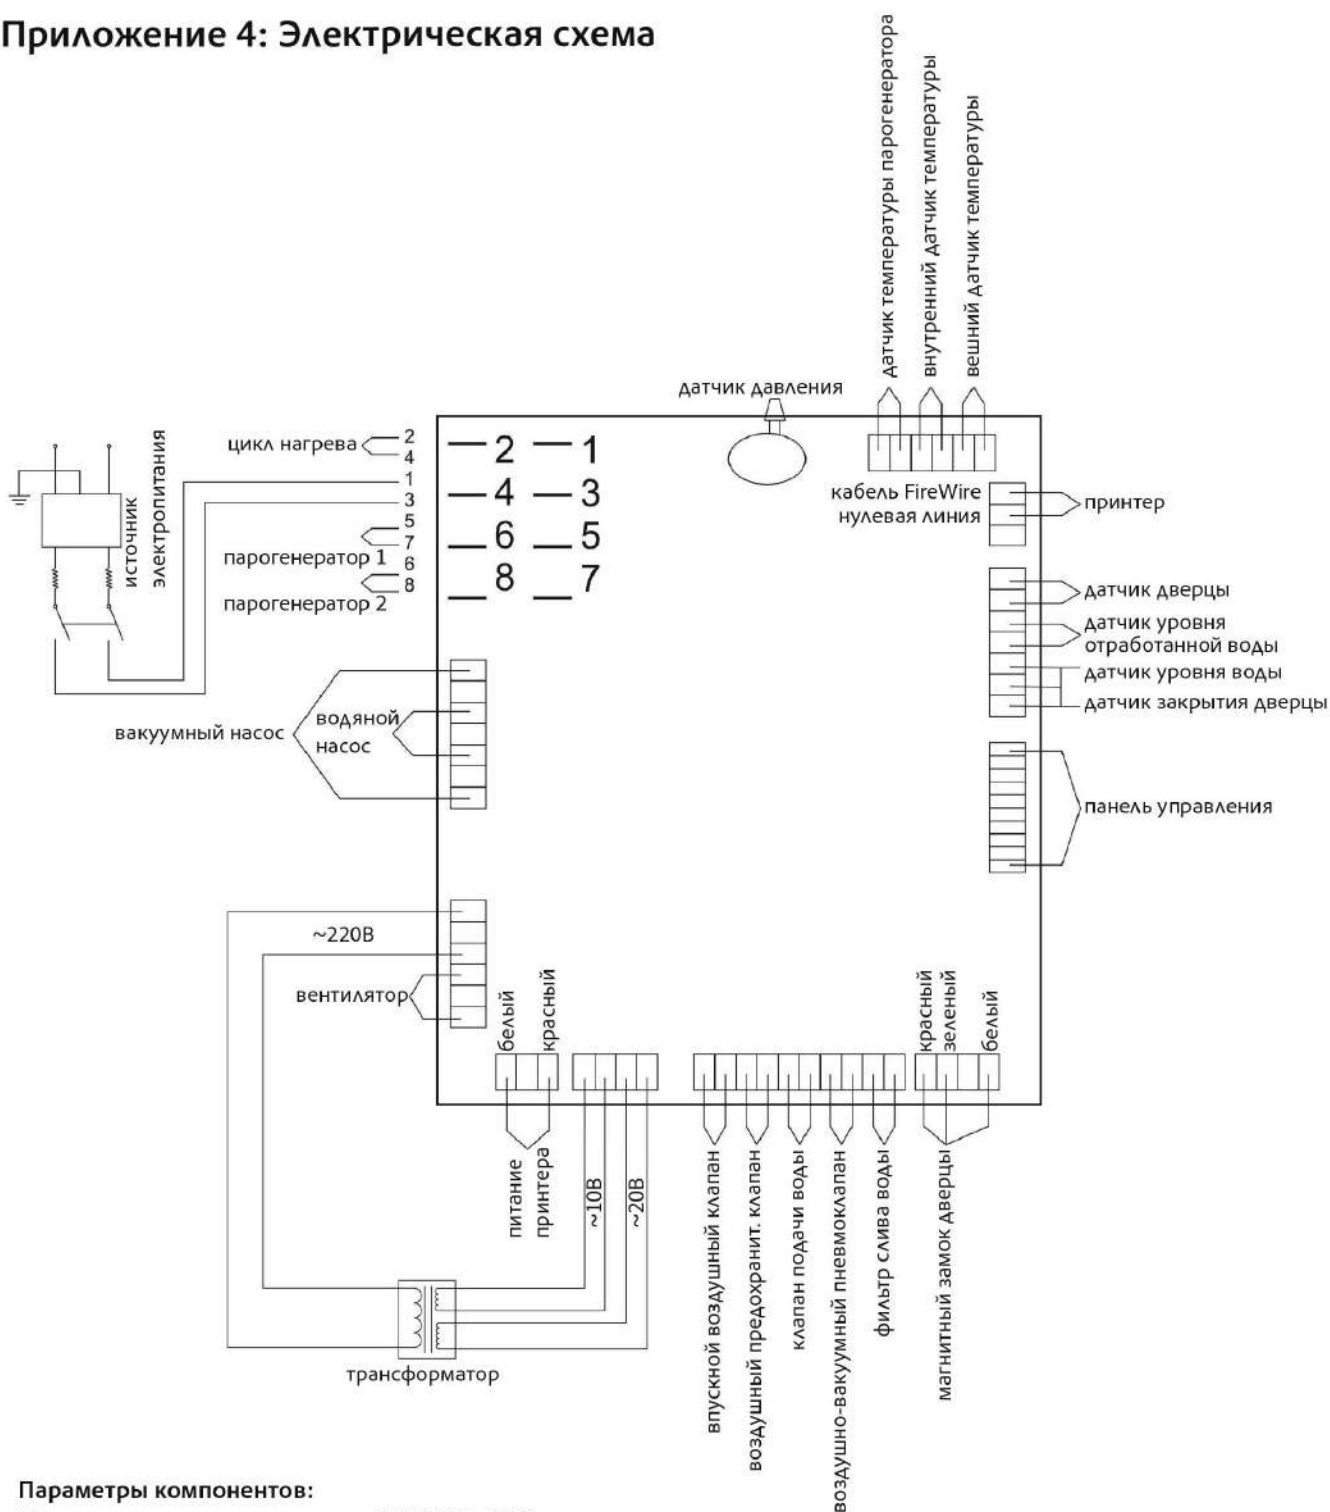 Приложение 4: Электрическая схема
датчик температуры парогенератора
внутренний датчик температуры
вешний датчик температуры
датчик давления
цикл нагрева
2
4
1
3
5
7
6
8
парогенератор 1
парогенератор 2
источник
электропитания
2 1
4 3
6 5
8 7
кабель FireWire
нулевая линия
принтер
датчик дверцы
датчик уровня
отработанной воды
датчик уровня воды
датчик закрытия дверцы
вакуумный насос
водяной
насос
панель управления
~220В
вентилятор
белый
красный
красный
зеленый
белый
питание
принтера
~10В
~20В
впускной воздушный клапан
воздушный предохранит. клапан
клапан подачи воды
воздушно-вакуумный пневмоклапан
фильтр слива воды
магнитный замок дверцы
трансформатор
Параметры компонентов: